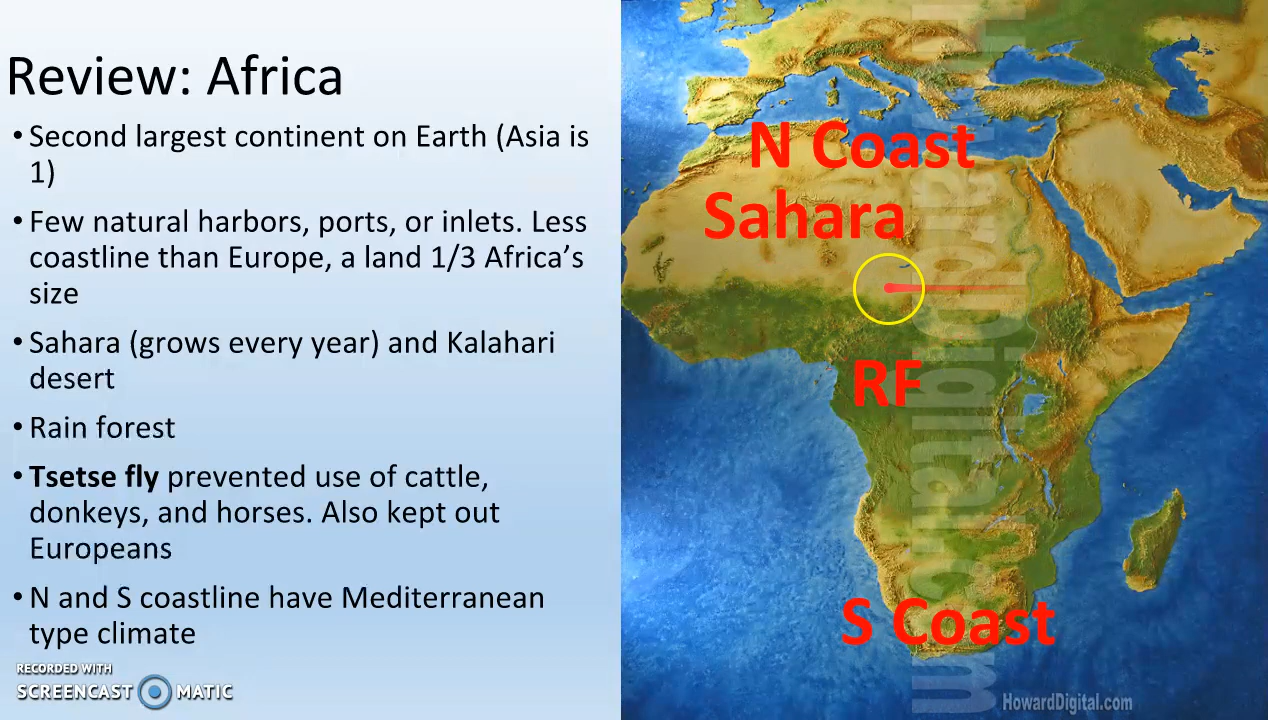 Review: Africa
• Second largest continent on Earth (Asia is
1)
• Few natural harbors, ports, or inlets. Less
coastline than Europe, a land 1/3 Africa’s
size
• Sahara (grows every year) and Kalahari
desert
• Rain forest
• Tsetse fly prevented use of cattle,
donkeys, and horses. Also kept out
Europeans
• N and S coastline have Mediterranean
type climate
RECORDED WITH
SCREENCAST MATIC
N Coast
Sahara
RF
S Coast
HowardDigital.com
HowardDigital.com